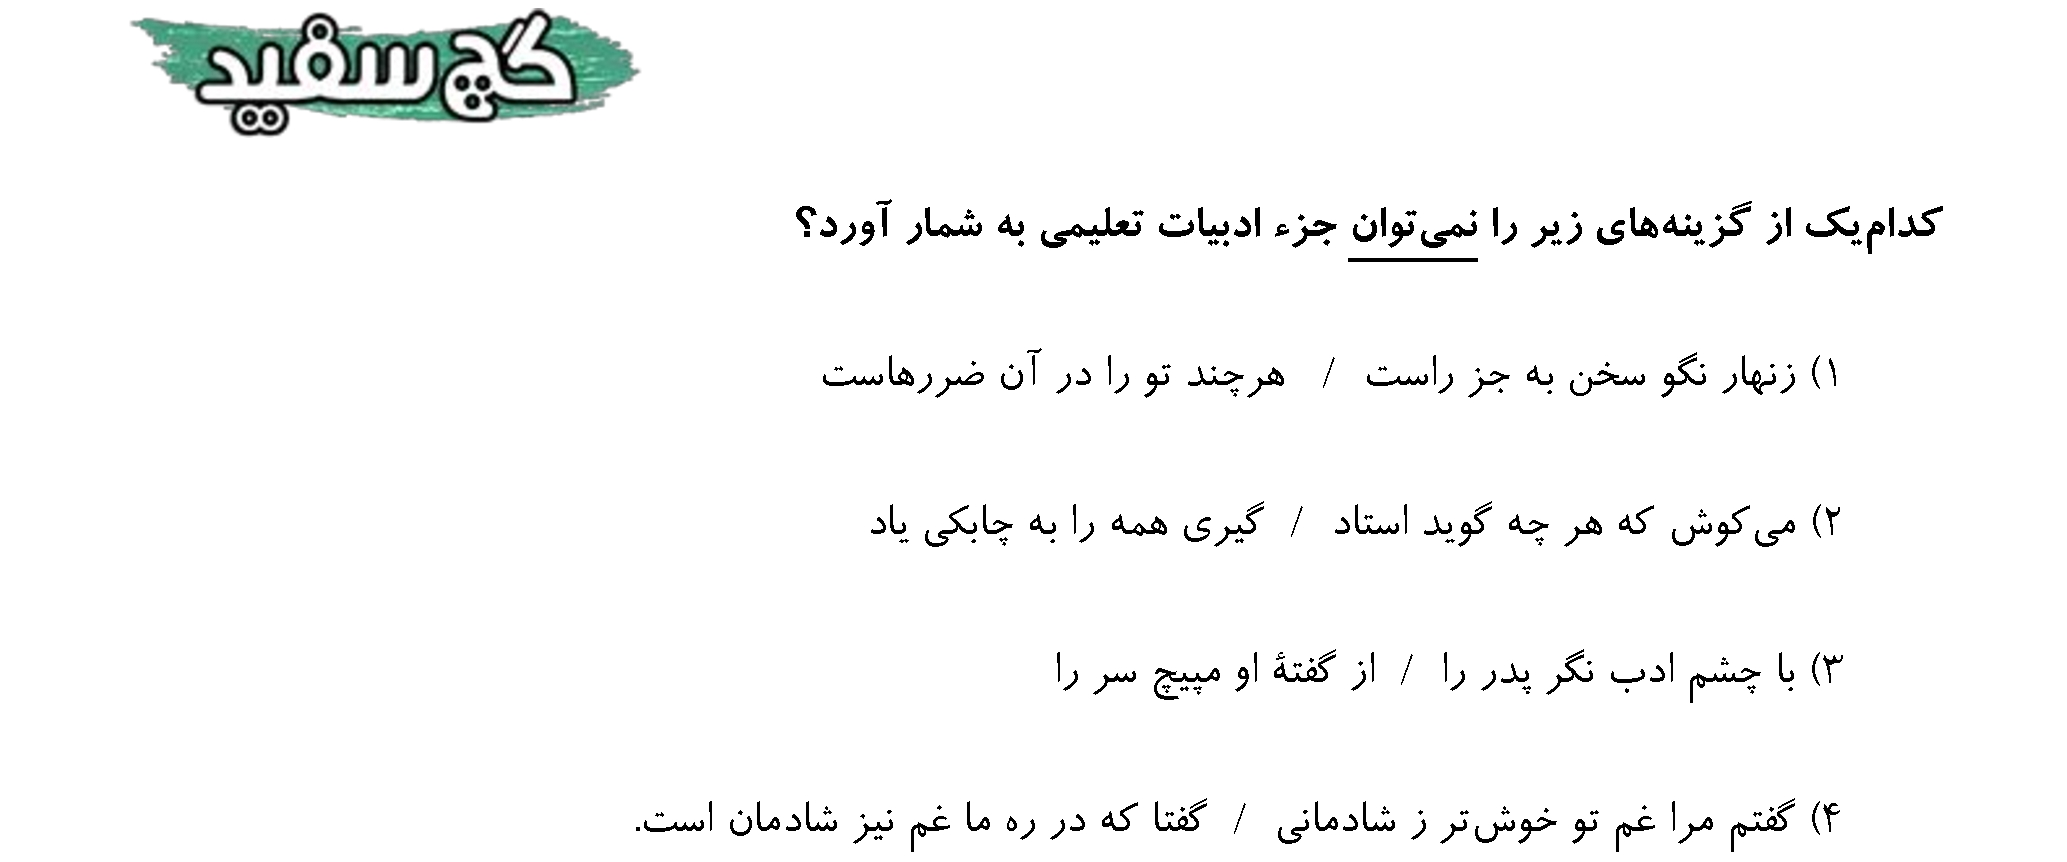 گچ سفید
کدام‌یک از گزینه‌های زیر را نمی‌توان جزء ادبیات تعلیمی به شمار آورد؟
۱) زنهار نگو سخن به جز راست / هرچند تو را در آن ضررهاست
۲) می‌کوش که هر چه گوید استاد / گیری همه را به چابکی یاد
۳) با چشم ادب نگر پدر را / از گفتهٔ او مپیچ سر را
۴) گفتم مرا غم تو خوش‌تر ز شادمانی / گفتا که در ره ما غم نیز شادمان است.